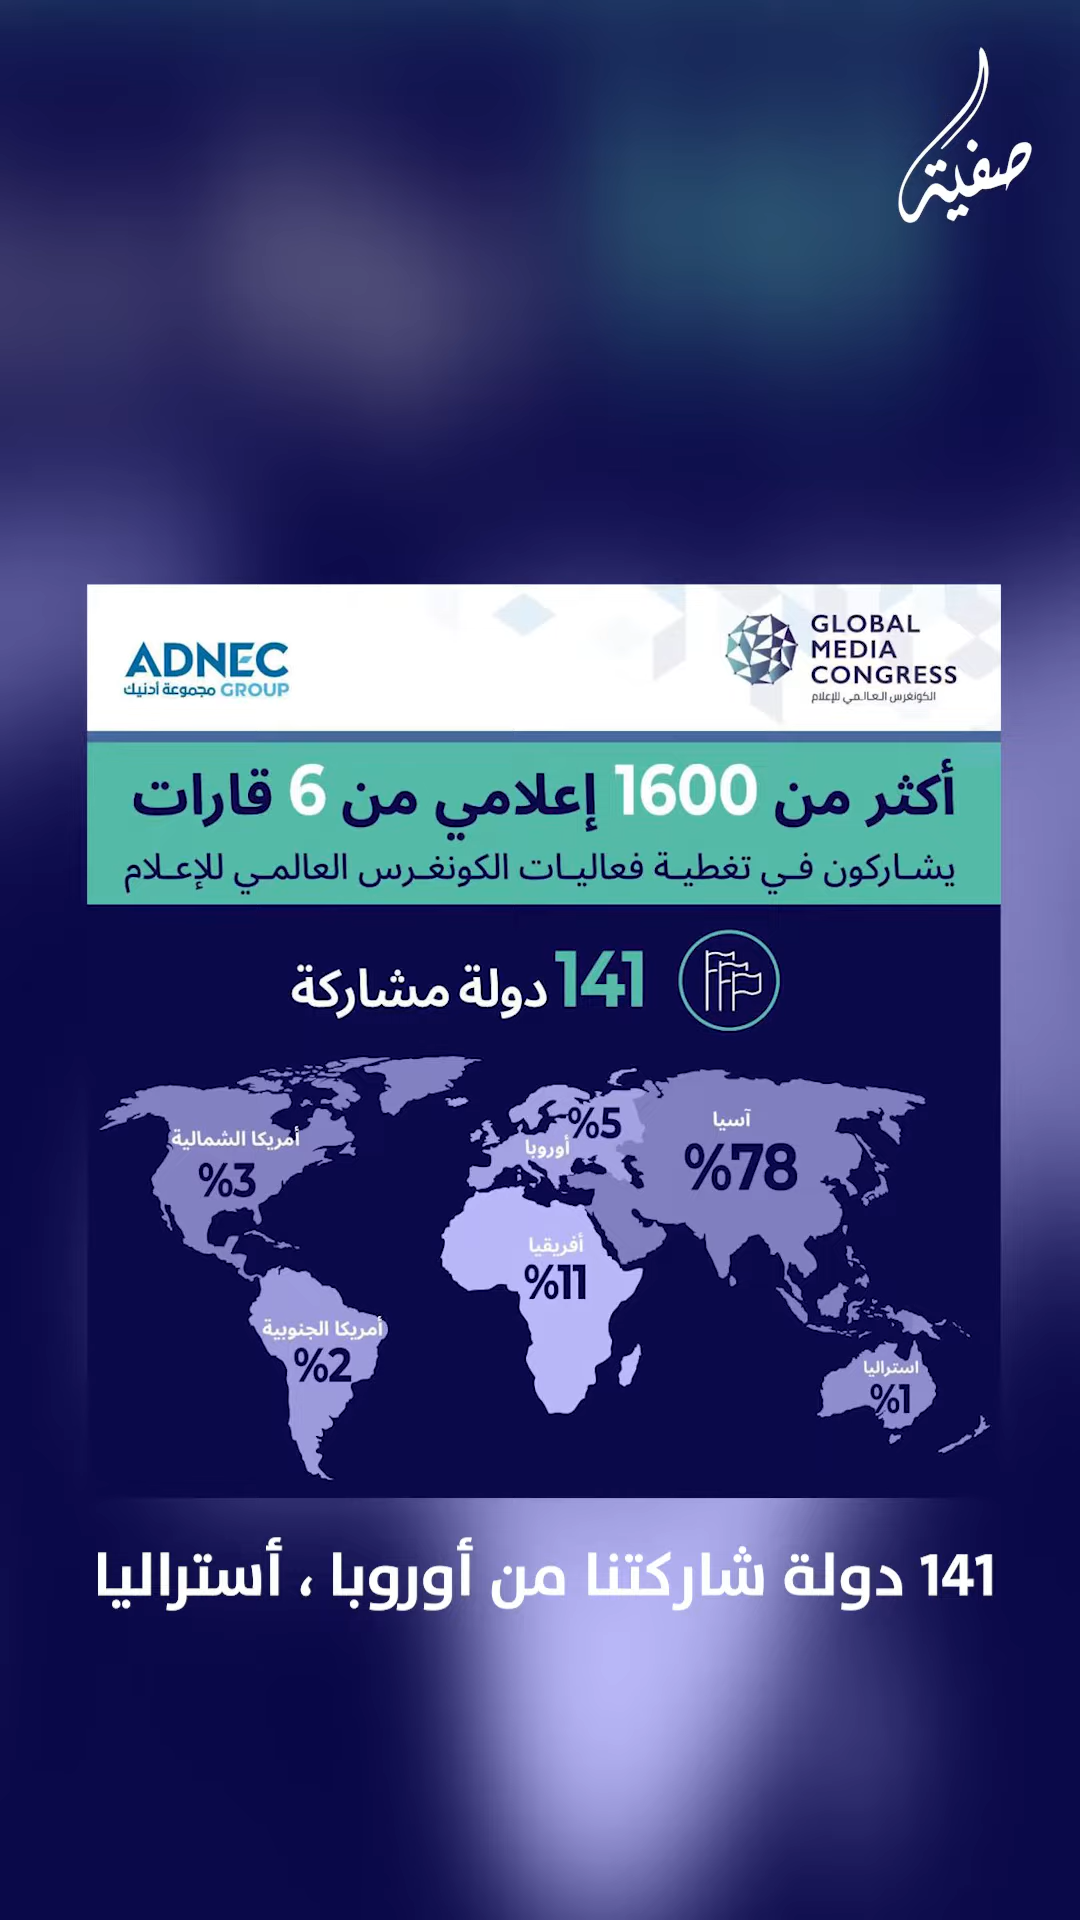 صفية
ADNEC
مجموعة أدنيك GROUP
GLOBAL
MEDIA
CONGRESS
الكونغرس العالمي للإعلام
أكثر من 1600 إعلامي من 6 قارات
يشاركون في تغطية فعاليات الكونغرس العالمي للإعلام
141 دولة مشاركة
آسيا
%78
أوروبا
%5
أمريكا الشمالية
%3
أفريقيا
%11
أمريكا الجنوبية
%2
استراليا
%1
141 دولة شاركتنا من أوروبا ، أستراليا